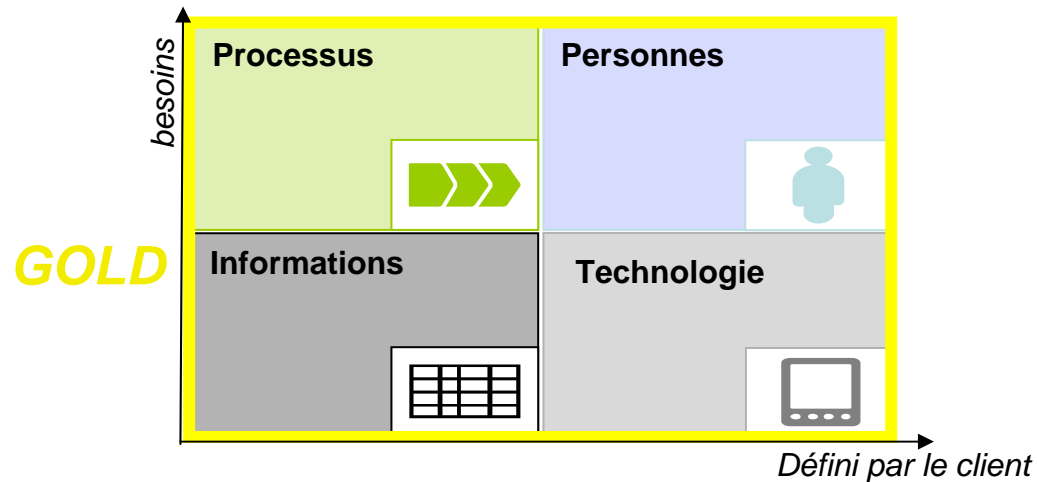 besoins
Processus
Personnes
GOLD
Informations
Technologie
Défini par le client